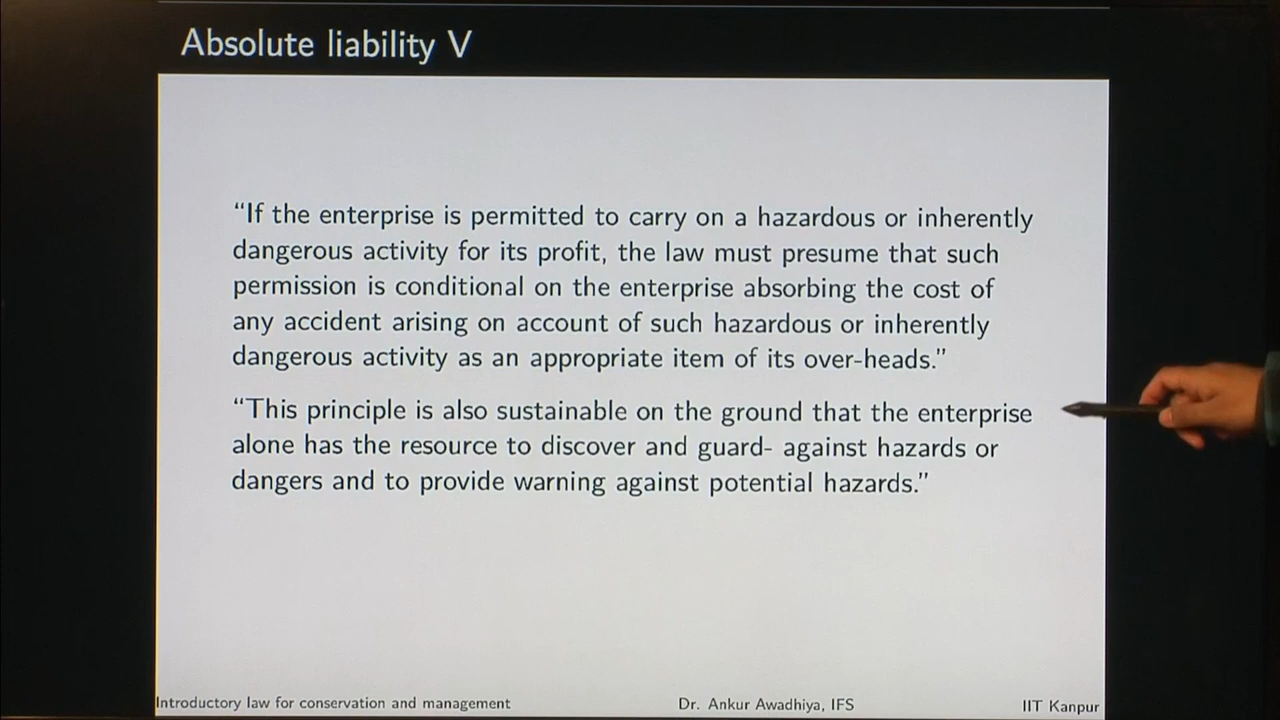 Absolute liability V
“If the enterprise is permitted to carry on a hazardous or inherently
dangerous activity for its profit, the law must presume that such
permission is conditional on the enterprise absorbing the cost of
any accident arising on account of such hazardous or inherently
dangerous activity as an appropriate item of its over-heads.”
“This principle is also sustainable on the ground that the enterprise
alone has the resource to discover and guard- against hazards or
dangers and to provide warning against potential hazards.”
Introductory law for conservation and management Dr. Ankur Awadhiya, IFS IIT Kanpur